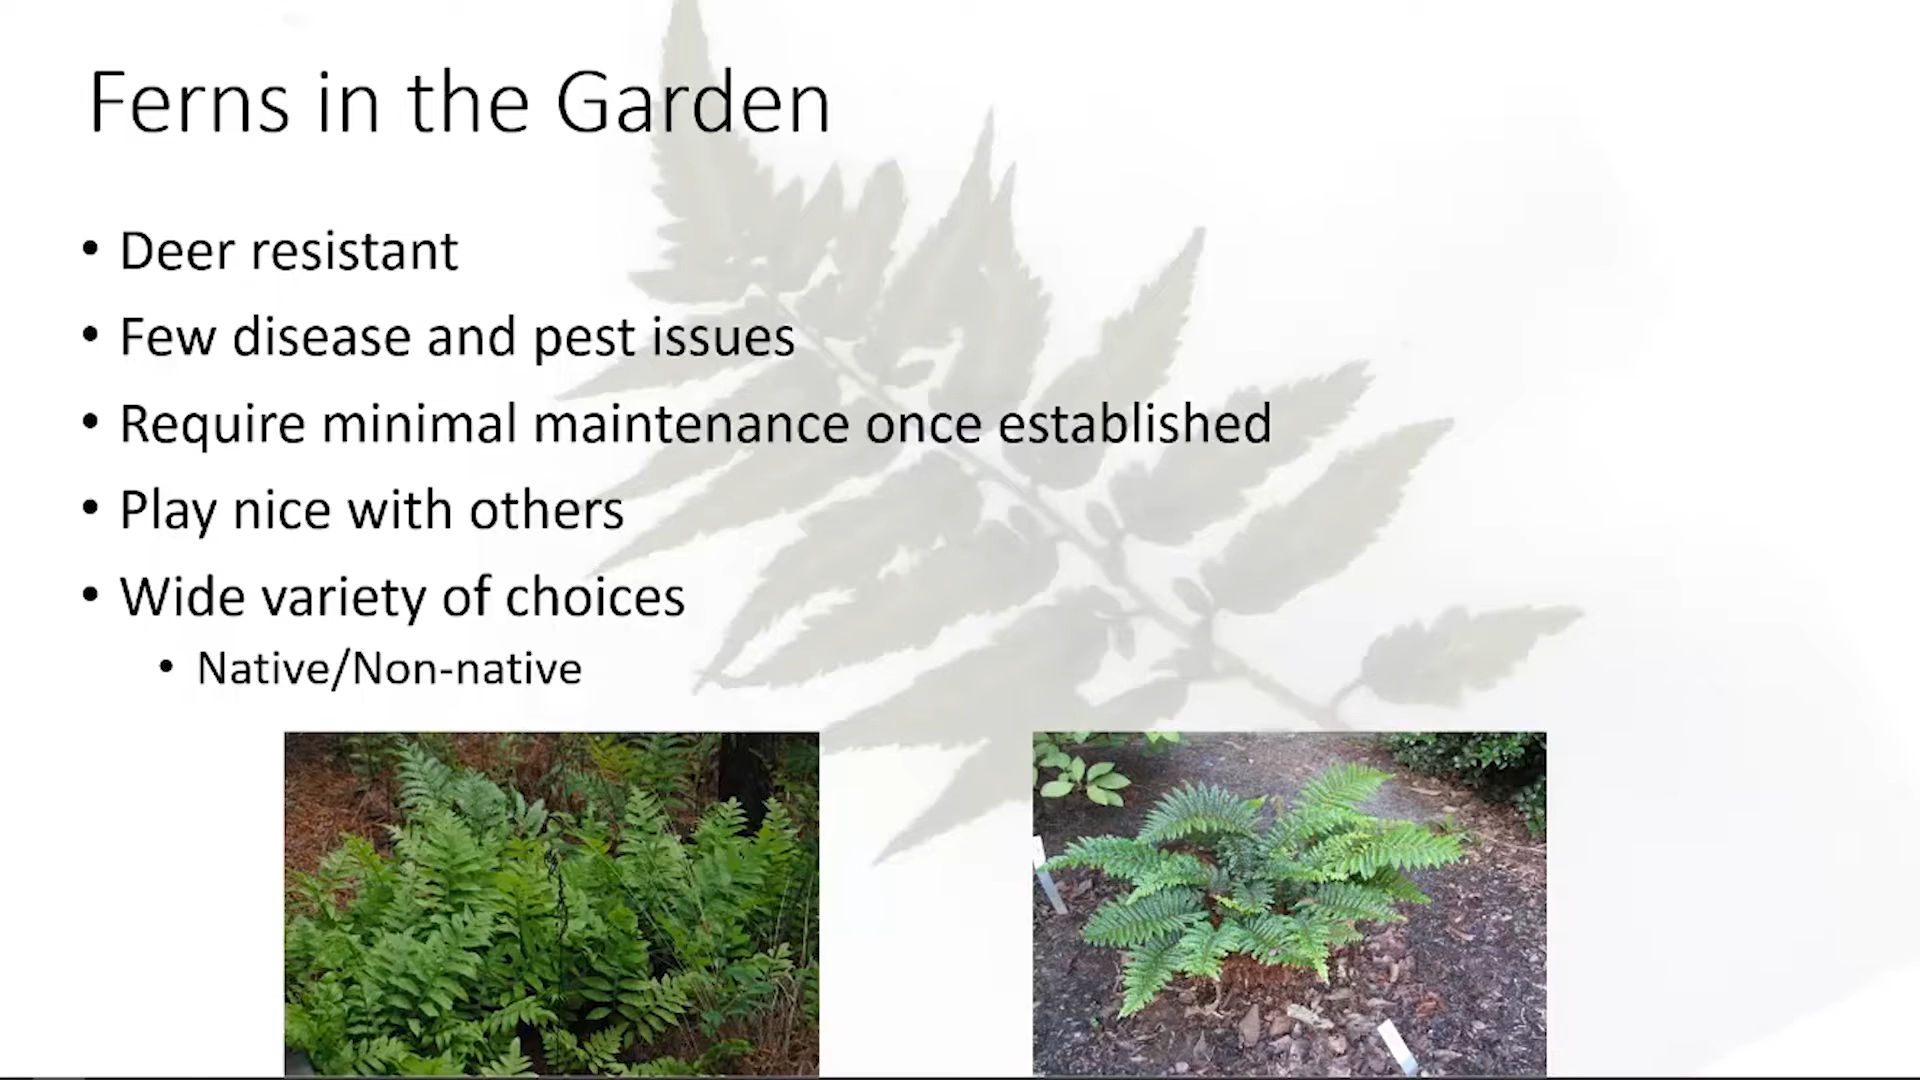 Ferns in the Garden
• Deer resistant
• Few disease and pest issues
• Require minimal maintenance once established
• Play nice with others
• Wide variety of choices
• Native/Non-native